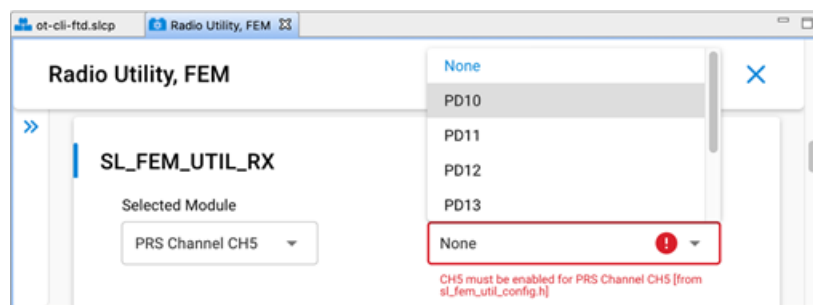 ot-cli-ftd.slcp
Radio Utility, FEM
Radio Utility, FEM
None
PD10
PD11
PD12
PD13
SL_FEM_UTIL_RX
Selected Module
PRS Channel CH5
None
CH5 must be enabled for PRS Channel CH5 [from
sl_fem_util_config.h]